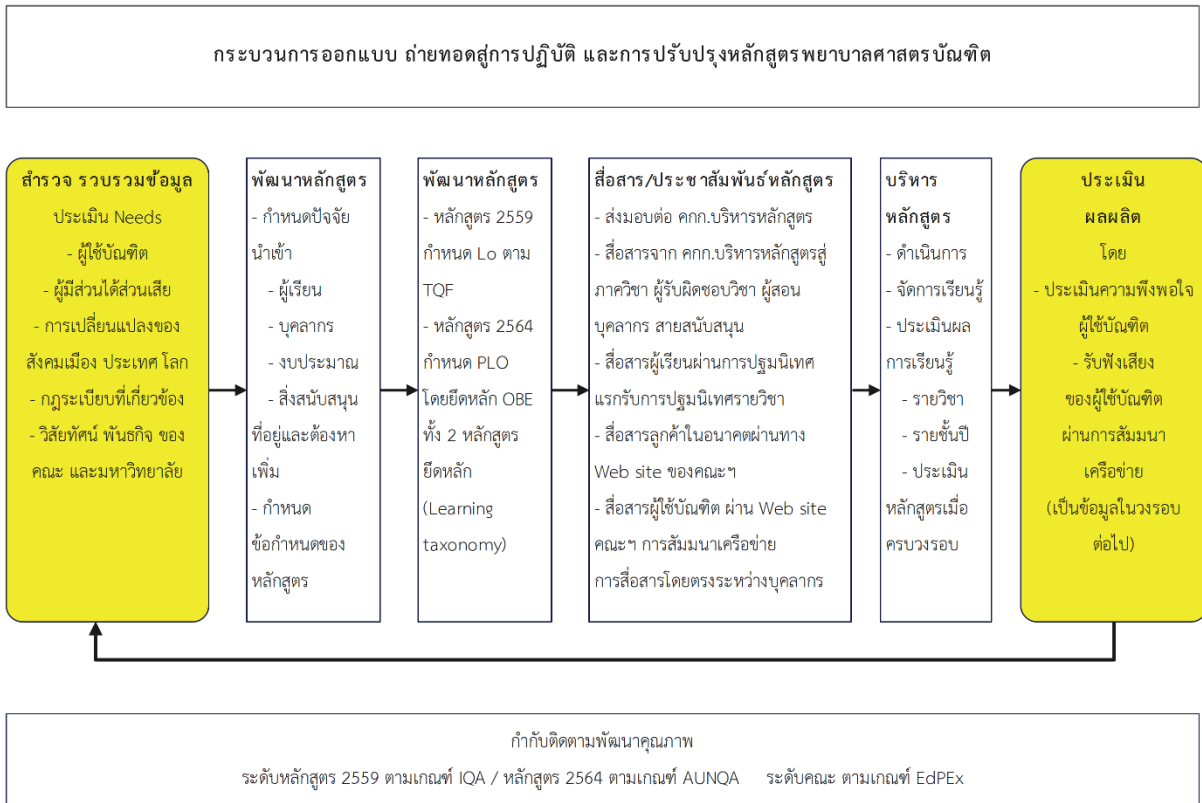 กระบวนการออกแบบ ถ่ายทอดสู่การปฏิบัติ และการปรับปรุงหลักสูตรพยาบาลศาสตรบัณฑิต
สำรวจ รวบรวมข้อมูล
ประเมิน Needs
- ผู้ใช้บัณฑิต
- ผู้มีส่วนได้ส่วนเสีย
- การเปลี่ยนแปลงของ
สังคมเมือง ประเทศ โลก
- กฎระเบียบที่เกี่ยวข้อง
- วิสัยทัศน์ พันธกิจ ของ
คณะ และมหาวิทยาลัย
พัฒนาหลักสูตร
- กำหนดปัจจัย
นำเข้า
- ผู้เรียน
- บุคลากร
- งบประมาณ
- สิ่งสนับสนุน
ที่อยู่และต้องหา
เพิ่ม
- กำหนด
ข้อกำหนดของ
หลักสูตร
พัฒนาหลักสูตร
- หลักสูตร 2559
กำหนด Lo ตาม
TQF
- หลักสูตร 2564
กำหนด PLO
โดยยึดหลัก OBE
ทั้ง 2 หลักสูตร
ยึดหลัก
(Learning
taxonomy)
สื่อสาร/ประชาสัมพันธ์หลักสูตร
- ส่งมอบต่อ คกก.บริหารหลักสูตร
- สื่อสารจาก คกก.บริหารหลักสูตรสู่
ภาควิชา ผู้รับผิดชอบวิชา ผู้สอน
บุคลากร สายสนับสนุน
- สื่อสารผู้เรียนผ่านการปฐมนิเทศ
แรกรับการปฐมนิเทศรายวิชา
- สื่อสารลูกค้าในอนาคตผ่านทาง
Web site ของคณะฯ
- สื่อสารผู้ใช้บัณฑิต ผ่าน Web site
คณะฯ การสัมมนาเครือข่าย
การสื่อสารโดยตรงระหว่างบุคลากร
บริหาร
หลักสูตร
- ดำเนินการ
- จัดการเรียนรู้
- ประเมินผล
การเรียนรู้
- รายวิชา
- รายชั้นปี
- ประเมิน
หลักสูตรเมื่อ
ครบวงรอบ
ประเมิน
ผลผลิต
โดย
- ประเมินความพึงพอใจ
ผู้ใช้บัณฑิต
- รับฟังเสียง
ของผู้ใช้บัณฑิต
ผ่านการสัมมนา
เครือข่าย
(เป็นข้อมูลในวงรอบ
ต่อไป)
กำกับติดตามพัฒนาคุณภาพ
ระดับหลักสูตร 2559 ตามเกณฑ์ IQA / หลักสูตร 2564 ตามเกณฑ์ AUNQA ระดับคณะ ตามเกณฑ์ EdPEx